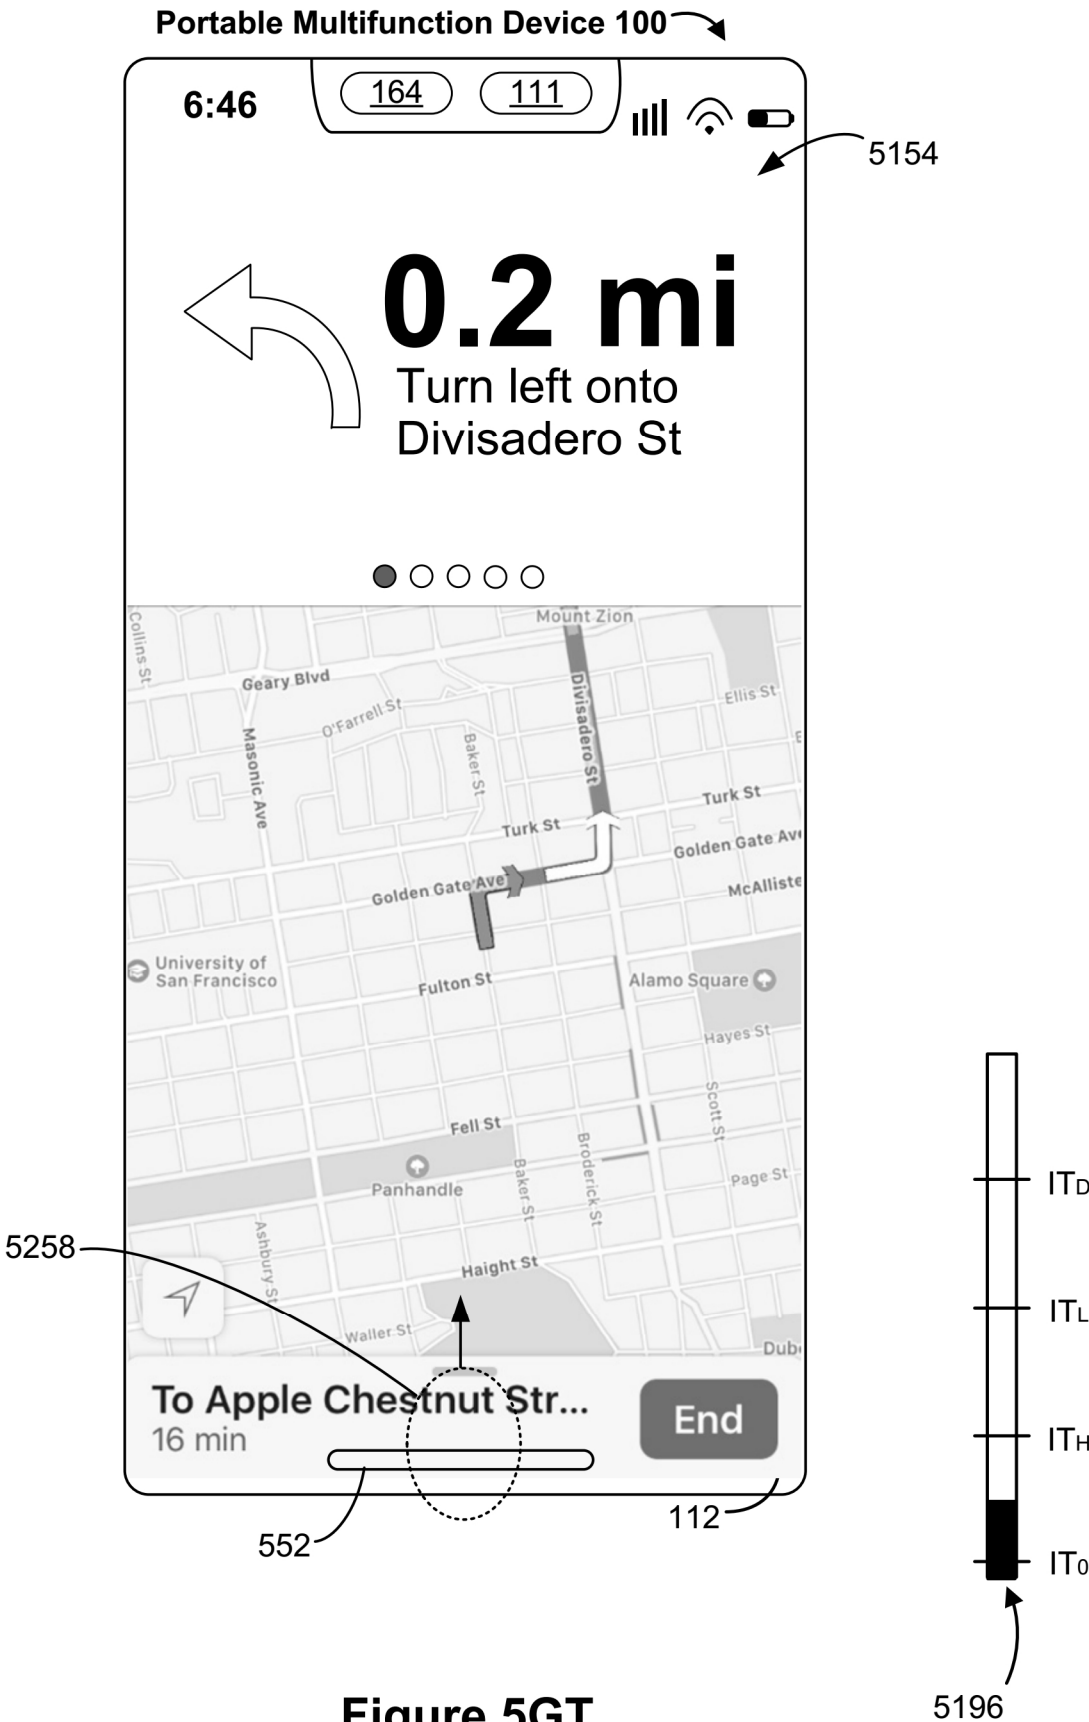 Portable Multifunction Device 100
6:46
164
111
5154
0.2 mi
Turn left onto
Divisadero St
Collins St
Mount Zion
Geary Blvd
Divisadero St
Ellis St
O'Farrell St
Masonic Ave
Baker St
Turk St
Turk St
Golden Gate Ave
Golden Gate Ave
McAlliste
University of
San Francisco
Fulton St
Alamo Square
Hayes St
Scott St
Fell St
Broderick St
Panhandle
Baker St
Page St
ITD
5258
Ashbury St
Haight St
ITL
Waller St
Dub
To Apple Chestnut Str...
16 min
End
ITH
552
112
IT0
Figure 5GT
5196